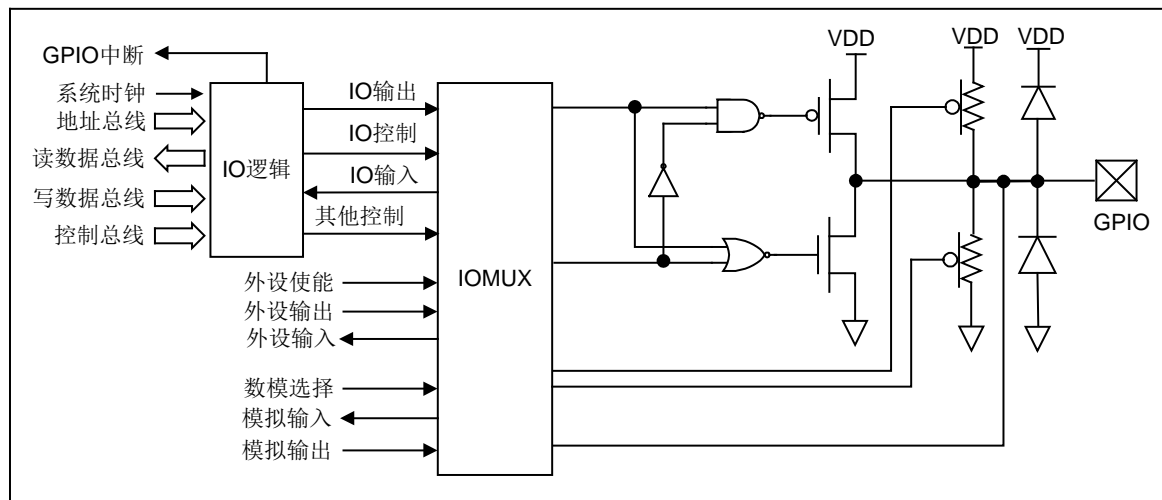 VDD
VDD
VDD
GPIO中断
系统时钟
地址总线
读数据总线
写数据总线
控制总线
IO逻辑
IO输出
IO控制
IO输入
其他控制
外设使能
外设输出
外设输入
数模选择
模拟输入
模拟输出
IOMUX
GPIO